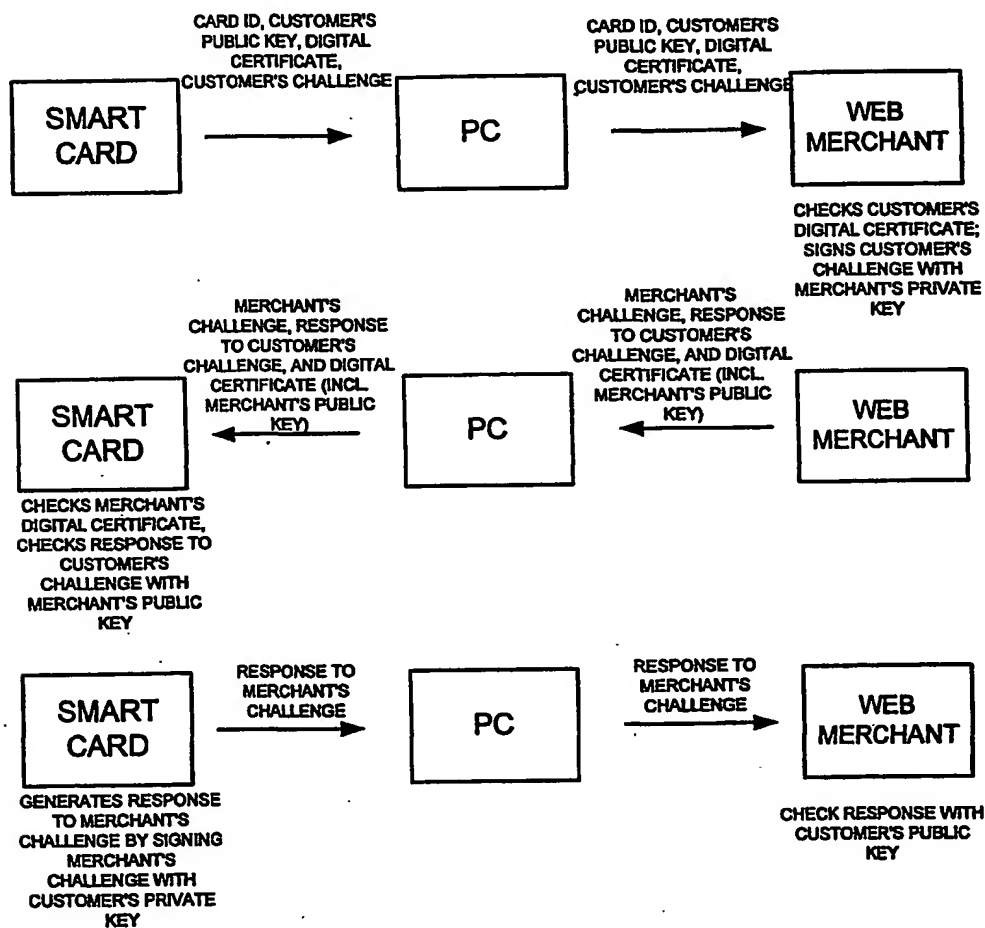 CARD ID, CUSTOMER'S
PUBLIC KEY, DIGITAL
CERTIFICATE,
CUSTOMER'S CHALLENGE
CARD ID, CUSTOMER'S
PUBLIC KEY, DIGITAL
CERTIFICATE,
CUSTOMER'S CHALLENGE
SMART
CARD
PC
WEB
MERCHANT
CHECKS CUSTOMER'S
DIGITAL CERTIFICATE;
SIGNS CUSTOMER'S
CHALLENGE WITH
MERCHANT'S PRIVATE
KEY
MERCHANT'S
CHALLENGE, RESPONSE
TO CUSTOMER'S
CHALLENGE, AND DIGITAL
CERTIFICATE (INCL.
MERCHANT'S PUBLIC
KEY)
MERCHANT'S
CHALLENGE, RESPONSE
TO CUSTOMER'S
CHALLENGE, AND DIGITAL
CERTIFICATE (INCL.
MERCHANT'S PUBLIC
KEY)
SMART
CARD
PC
WEB
MERCHANT
CHECKS MERCHANT'S
DIGITAL CERTIFICATE,
CHECKS RESPONSE TO
CUSTOMER'S
CHALLENGE WITH
MERCHANT'S PUBLIC
KEY
RESPONSE TO
MERCHANT'S
CHALLENGE
RESPONSE TO
MERCHANT'S
CHALLENGE
SMART
CARD
PC
WEB
MERCHANT
GENERATES RESPONSE
TO MERCHANT'S
CHALLENGE BY SIGNING
MERCHANT'S
CHALLENGE WITH
CUSTOMER'S PRIVATE
KEY
CHECK RESPONSE WITH
CUSTOMER'S PUBLIC
KEY